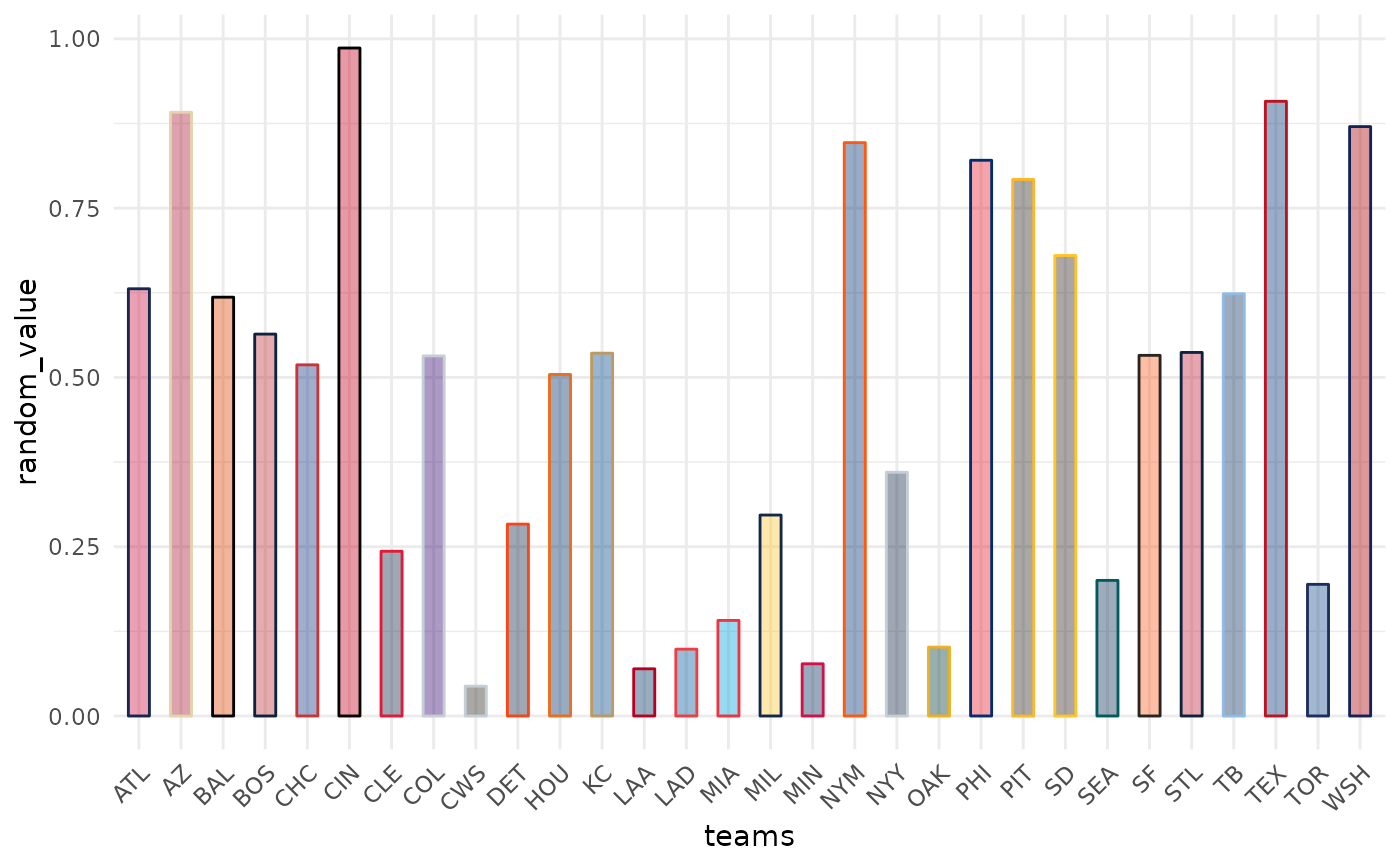 1.00
0.75
0.50
0.25
0.00
random_value
ATL
AZ
BAL
BOS
CHC
CIN
CLE
COL
CWS
DET
HOU
KC
LAA
LAD
MIA
MIL
MIN
NYM
NYY
OAK
PHI
PIT
SD
SEA
SF
STL
TB
TEX
TOR
WSH
teams